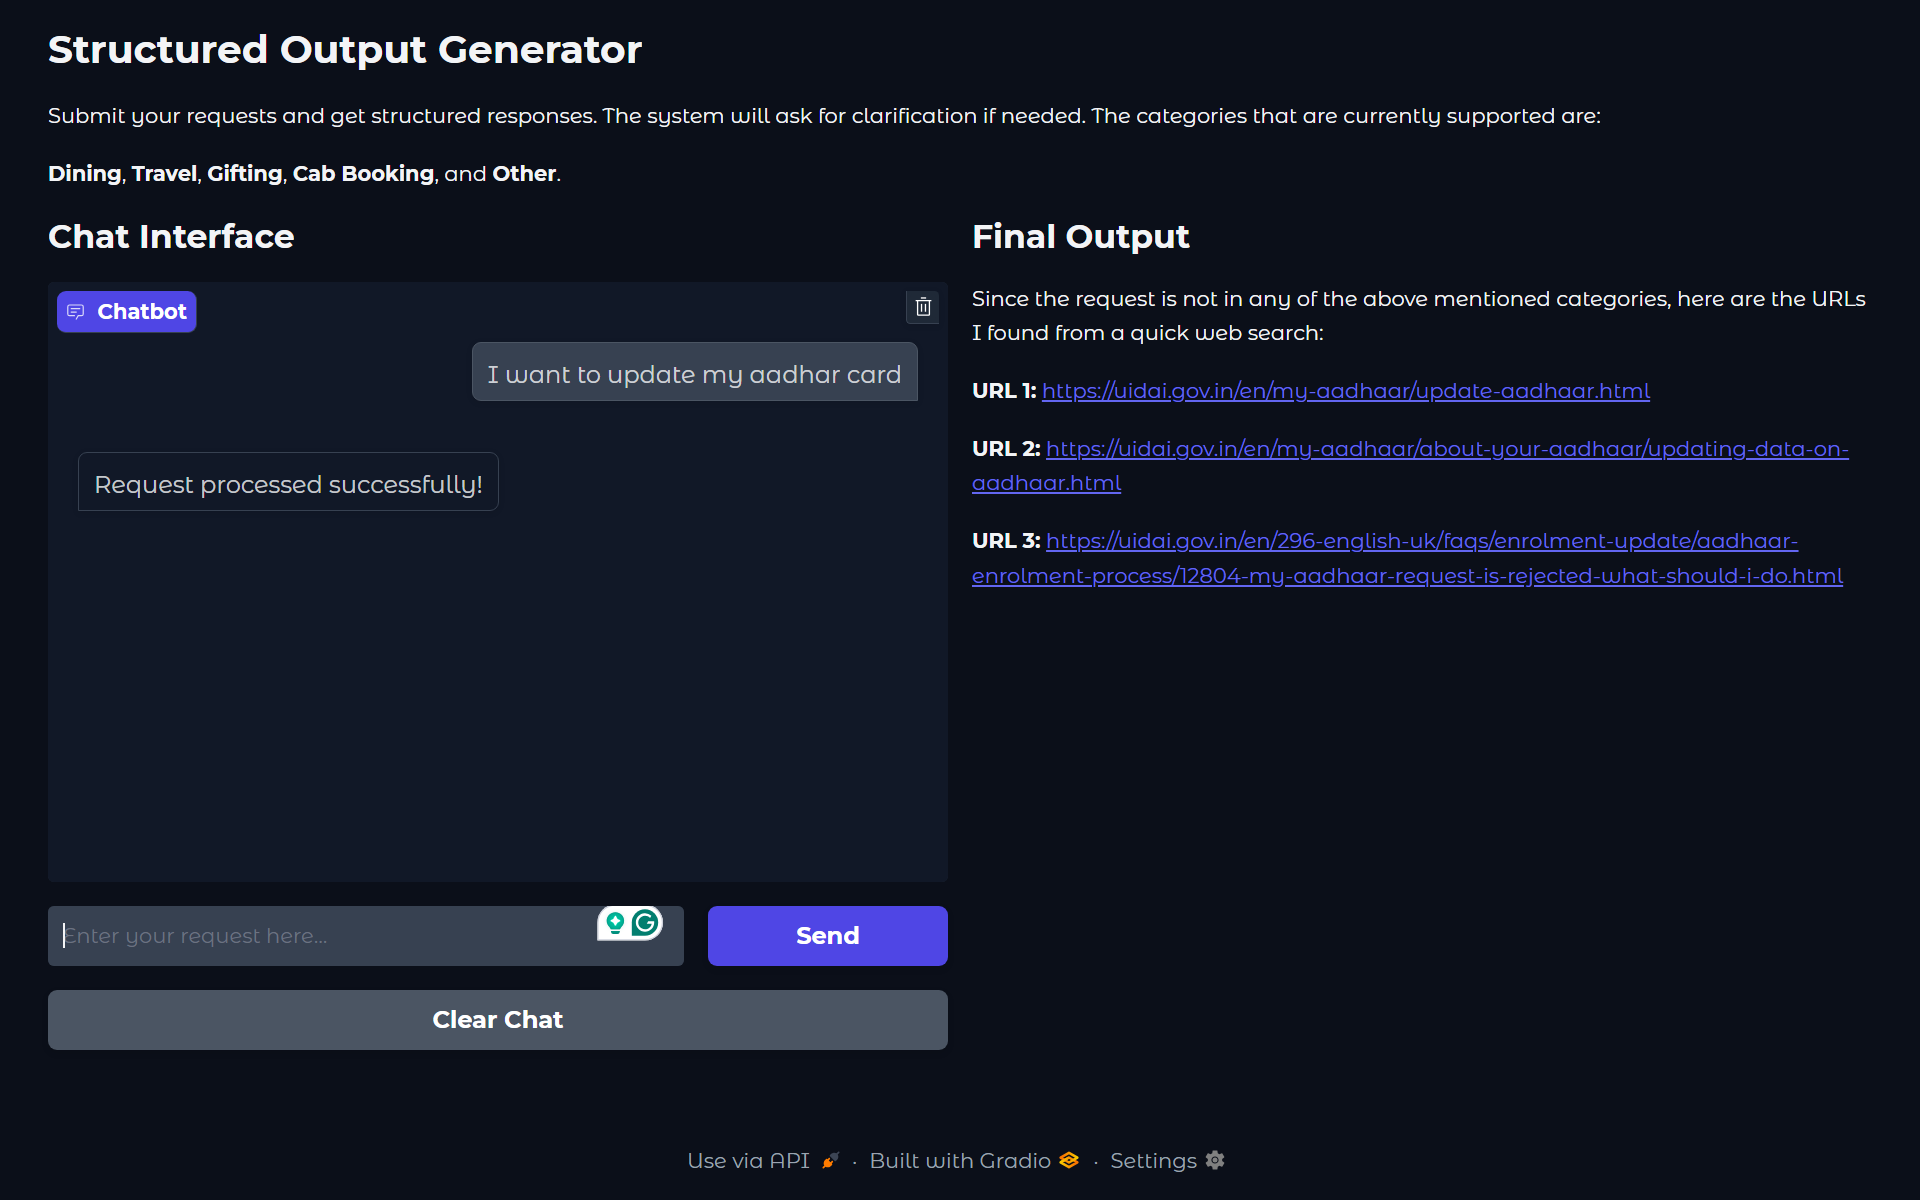 Structured Output Generator
Submit your requests and get structured responses. The system will ask for clarification if needed. The categories that are currently supported are:
Dining, Travel, Gifting, Cab Booking, and Other.
Chat Interface
Chatbot
I want to update my aadhar card
Request processed successfully!
Enter your request here...
Send
Clear Chat
Final Output
Since the request is not in any of the above mentioned categories, here are the URLs
I found from a quick web search:
URL 1: https://uidai.gov.in/en/my-aadhaar/update-aadhaar.html
URL 2: https://uidai.gov.in/en/my-aadhaar/about-your-aadhaar/updating-data-on-
aadhaar.html
URL 3: https://uidai.gov.in/en/296-english-uk/faqs/enrolment-update/aadhaar-
enrolment-process/12804-my-aadhaar-request-is-rejected-what-should-i-do.html
Use via API · Built with Gradio · Settings